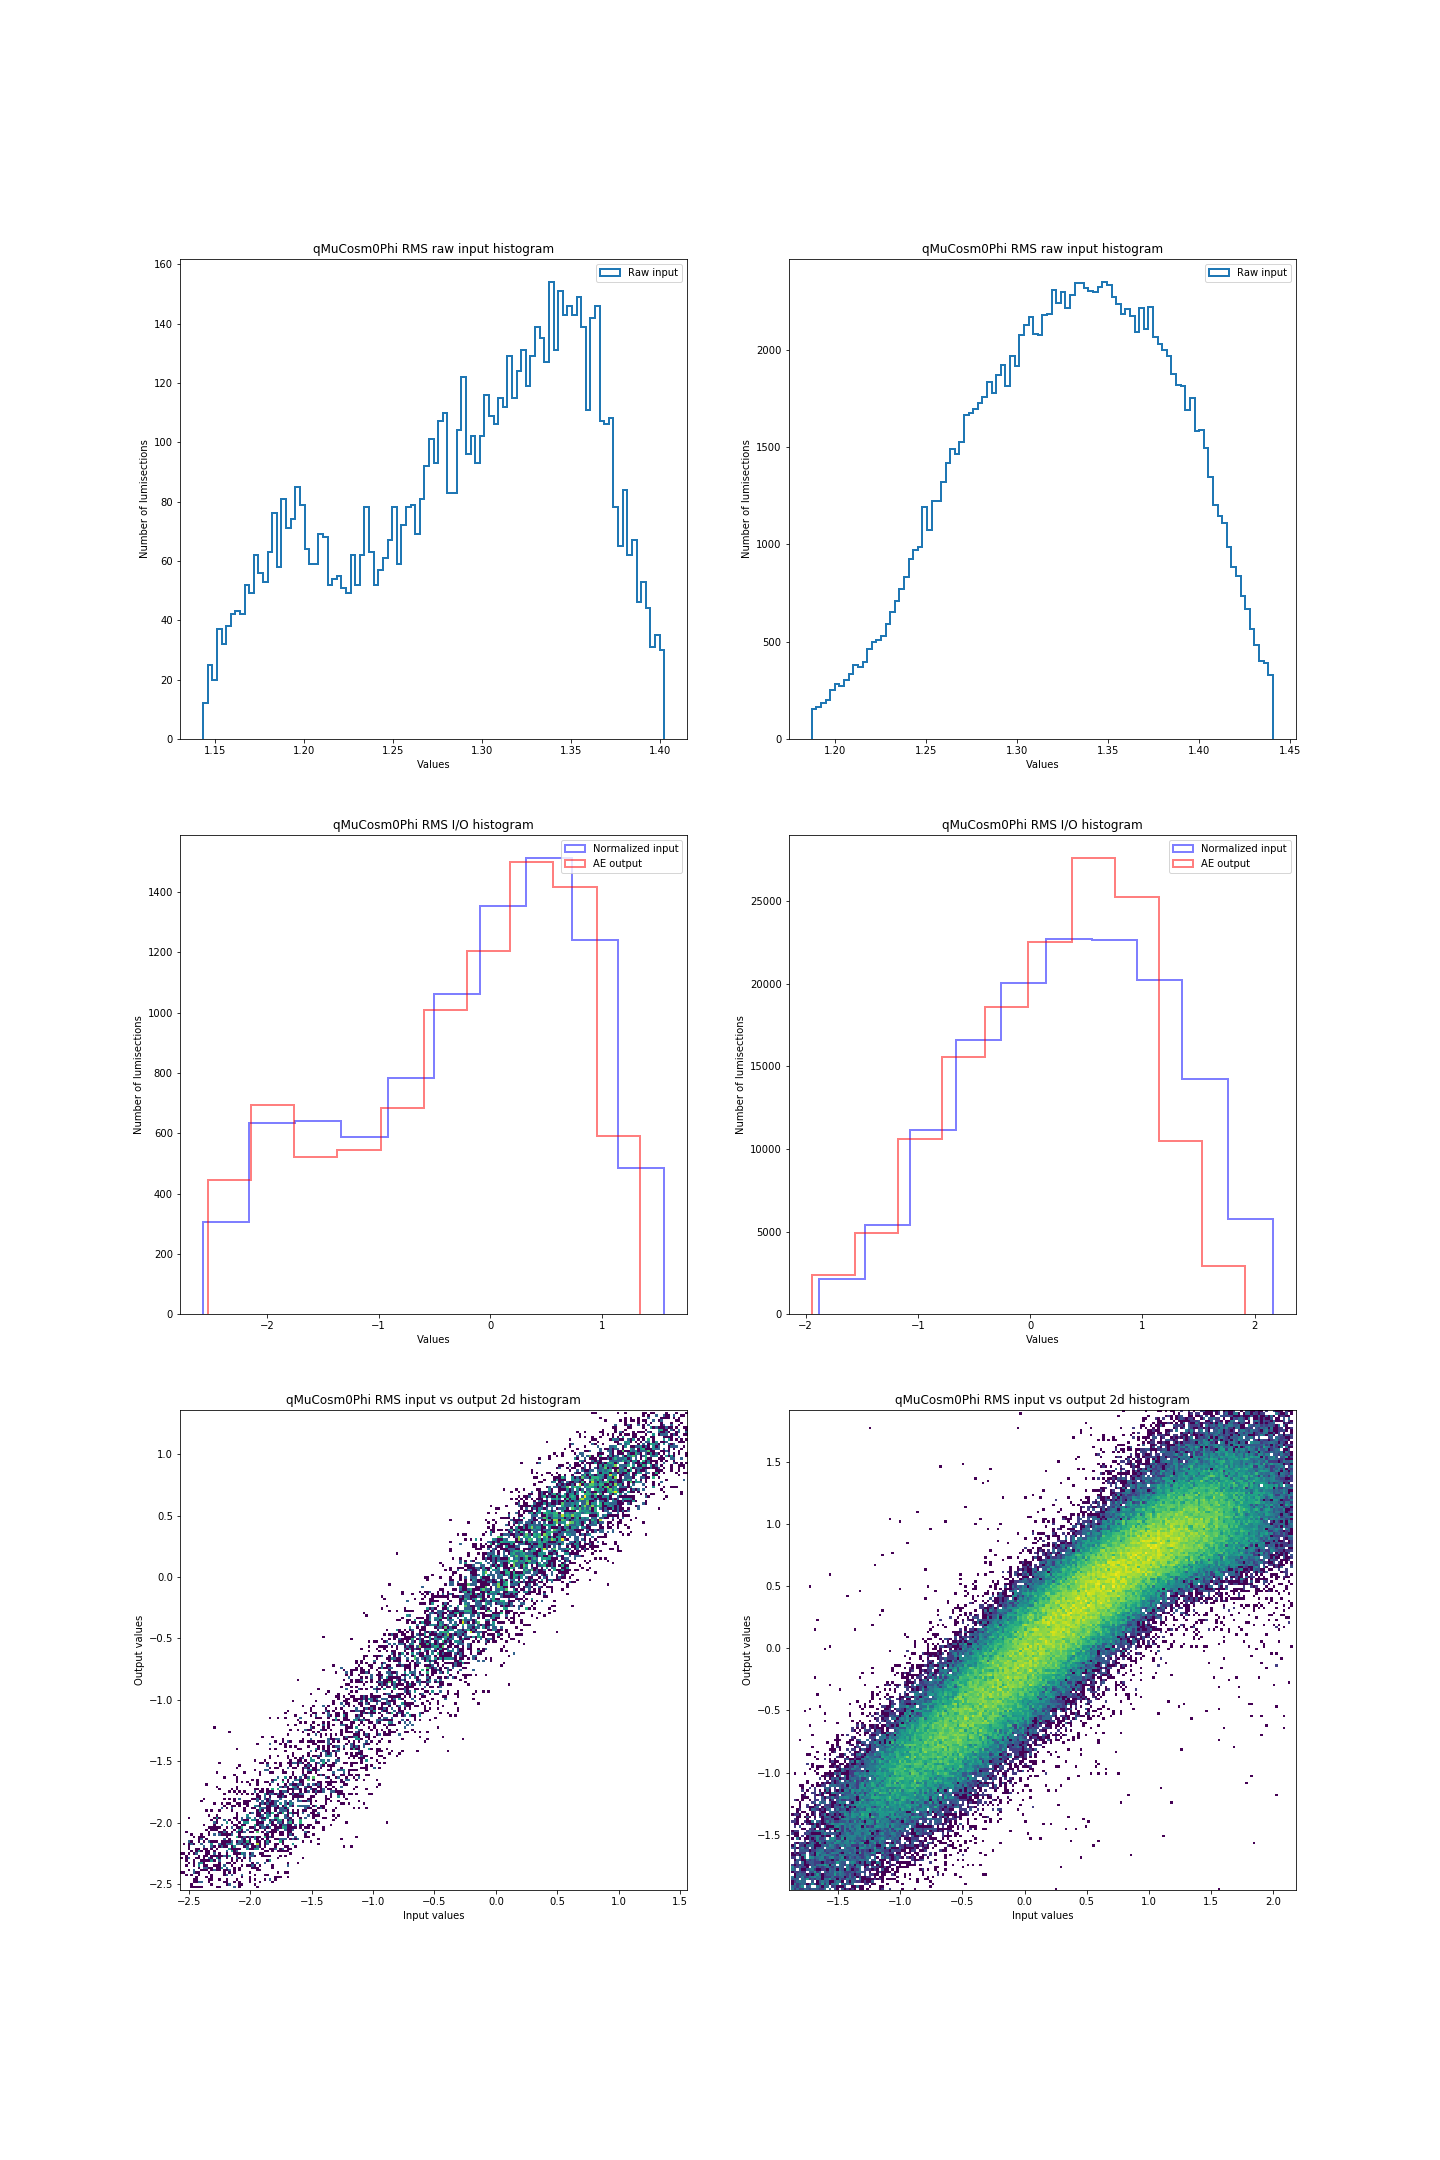 qMuCosm0Phi RMS raw input histogram
Raw input
160
140
120
100
80
60
40
20
0
Number of lumisections
1.15 1.20 1.25 1.30 1.35 1.40
Values
qMuCosm0Phi RMS raw input histogram
Raw input
2000
1500
1000
500
0
Number of lumisections
1.20 1.25 1.30 1.35 1.40 1.45
Values
qMuCosm0Phi RMS I/O histogram
Normalized input
AE output
1400
1200
1000
800
600
400
200
0
Number of lumisections
−2 −1 0 1
Values
qMuCosm0Phi RMS I/O histogram
Normalized input
AE output
25000
20000
15000
10000
5000
0
Number of lumisections
−2 −1 0 1 2
Values
qMuCosm0Phi RMS input vs output 2d histogram
1.0
0.5
0.0
−0.5
−1.0
−1.5
−2.0
−2.5
Output values
−2.5 −2.0 −1.5 −1.0 −0.5 0.0 0.5 1.0 1.5
Input values
qMuCosm0Phi RMS input vs output 2d histogram
1.5
1.0
0.5
0.0
−0.5
−1.0
−1.5
Output values
−1.5 −1.0 −0.5 0.0 0.5 1.0 1.5 2.0
Input values